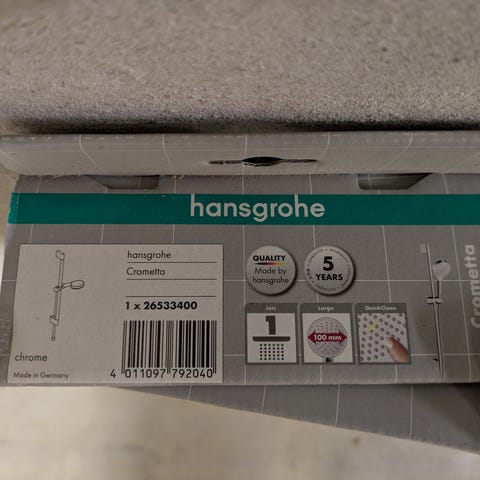 hansgrohe
hansgrohe
Crometta
1 x 26533400
chrome
Made in Germany
4 011097 792040
QUALITY
Made by
hansgrohe
5
YEARS
Jets
1
Large
100 mm
QuickClean
Crometta